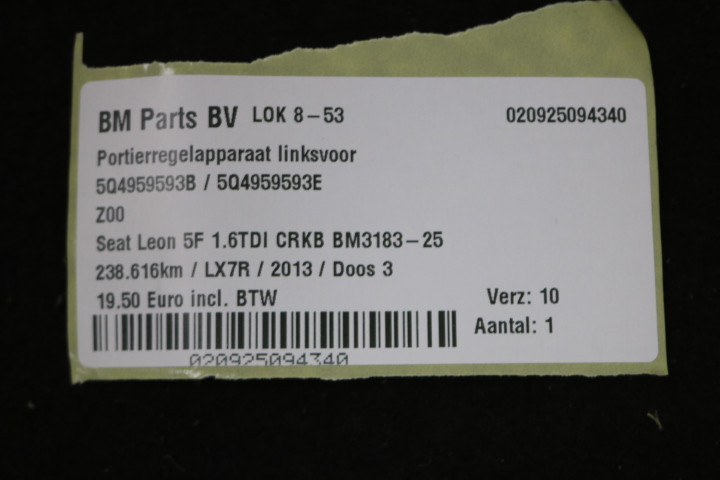 BM Parts BV LOK 8-53 020925094340
Portierregelapparaat linksvoor
5Q4959593B / 5Q4959593E
Z00
Seat Leon 5F 1.6TDI CRKB BM3183-25
238.616km / LX7R / 2013 / Doos 3
19.50 Euro incl. BTW Verz: 10
Aantal: 1
020925094340